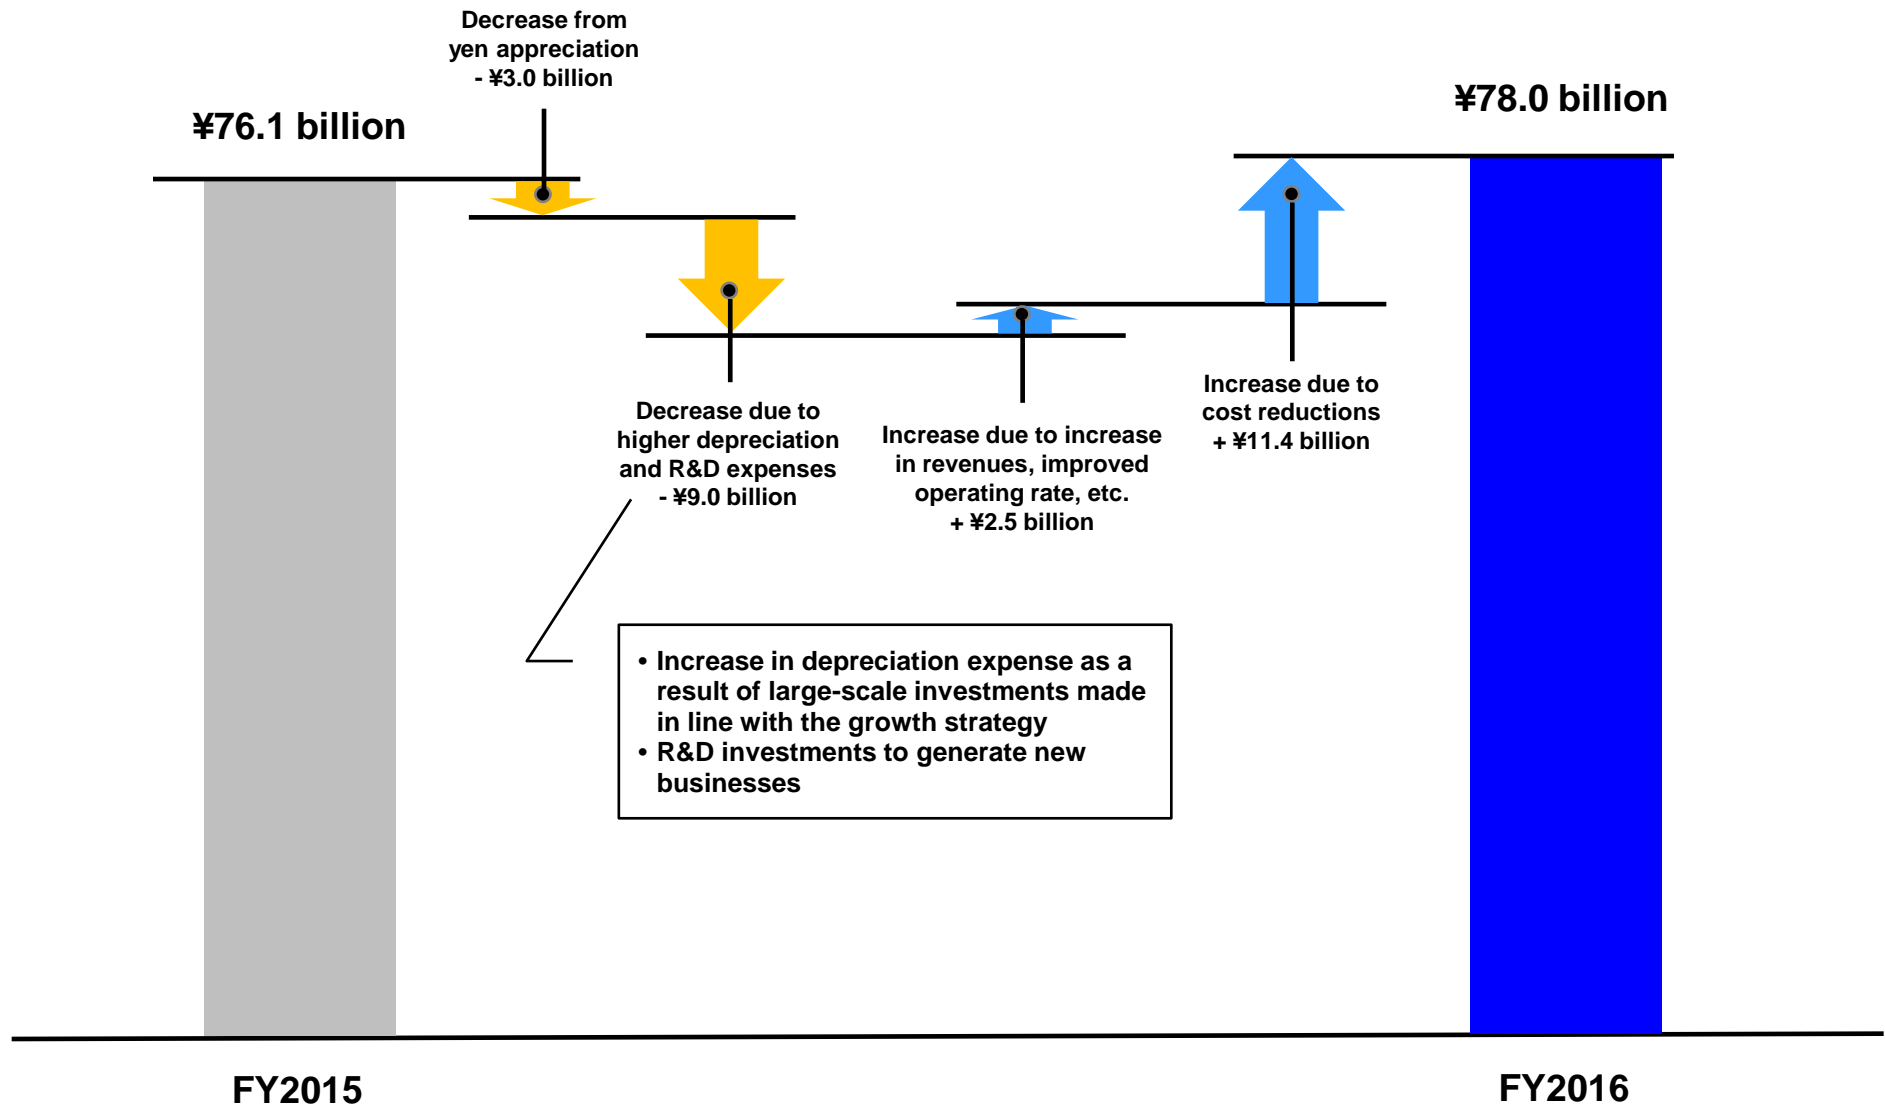 Decrease from
yen appreciation
- ¥3.0 billion
¥76.1 billion
¥78.0 billion
Decrease due to
higher depreciation
and R&D expenses
- ¥9.0 billion
Increase due to increase
in revenues, improved
operating rate, etc.
+ ¥2.5 billion
Increase due to
cost reductions
+ ¥11.4 billion
• Increase in depreciation expense as a
result of large-scale investments made
in line with the growth strategy
• R&D investments to generate new
businesses
FY2015
FY2016